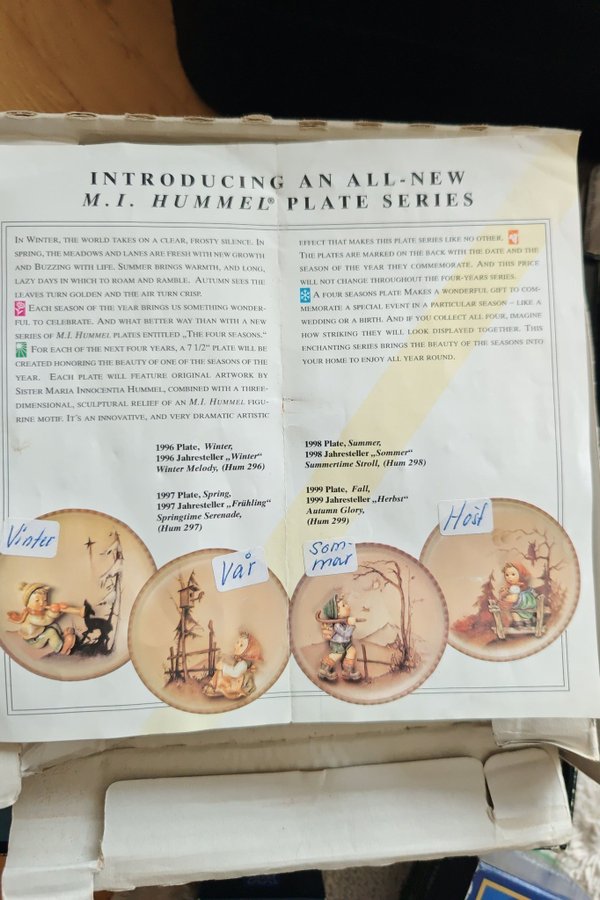 INTRODUCING AN ALL-NEW
M.I. HUMMEL® PLATE SERIES
IN WINTER, THE WORLD TAKES ON A CLEAR, FROSTY SILENCE. IN
SPRING, THE MEADOWS AND LANES ARE FRESH WITH NEW GROWTH
AND BUZZING WITH LIFE. SUMMER BRINGS WARMTH, AND LONG,
LAZY DAYS IN WHICH TO ROAM AND RAMBLE. AUTUMN SEES THE
LEAVES TURN GOLDEN AND THE AIR TURN CRISP.
EACH SEASON OF THE YEAR BRINGS US SOMETHING WONDER-
FUL TO CELEBRATE. AND WHAT BETTER WAY THAN WITH A NEW
SERIES OF M.I. HUMMEL PLATES ENTITLED „THE FOUR SEASONS.“
FOR EACH OF THE NEXT FOUR YEARS, A 7 1/2“ PLATE WILL BE
CREATED HONORING THE BEAUTY OF ONE OF THE SEASONS OF THE
YEAR. EACH PLATE WILL FEATURE ORIGINAL ARTWORK BY
SISTER MARIA INNOCENTIA HUMMEL, COMBINED WITH A THREE-
DIMENSIONAL, SCULPTURAL RELIEF OF AN M.I. HUMMEL FIGU-
RINE MOTIF. IT'S AN INNOVATIVE, AND VERY DRAMATIC ARTISTIC
EFFECT THAT MAKES THIS PLATE SERIES LIKE NO OTHER.
THE PLATES ARE MARKED ON THE BACK WITH THE DATE AND THE
SEASON OF THE YEAR THEY COMMEMORATE. AND THIS PRICE
WILL NOT CHANGE THROUGHOUT THE FOUR-YEARS SERIES.
A FOUR SEASONS PLATE MAKES A WONDERFUL GIFT TO COM-
MEMORATE A SPECIAL EVENT IN A PARTICULAR SEASON – LIKE A
WEDDING OR A BIRTH. AND IF YOU COLLECT ALL FOUR, IMAGINE
HOW STRIKING THEY WILL LOOK DISPLAYED TOGETHER. THIS
ENCHANTING SERIES BRINGS THE BEAUTY OF THE SEASONS INTO
YOUR HOME TO ENJOY ALL YEAR ROUND.
1996 Plate, Winter,
1996 Jahresteller „Winter“
Winter Melody, (Hum 296)
1997 Plate, Spring,
1997 Jahresteller „Frühling“
Springtime Serenade,
(Hum 297)
1998 Plate, Summer,
1998 Jahresteller „Sommer“
Summertime Stroll, (Hum 298)
1999 Plate, Fall,
1999 Jahresteller „Herbst“
Autumn Glory,
(Hum 299)
Vinter
Vår
Som-
mar
Höst